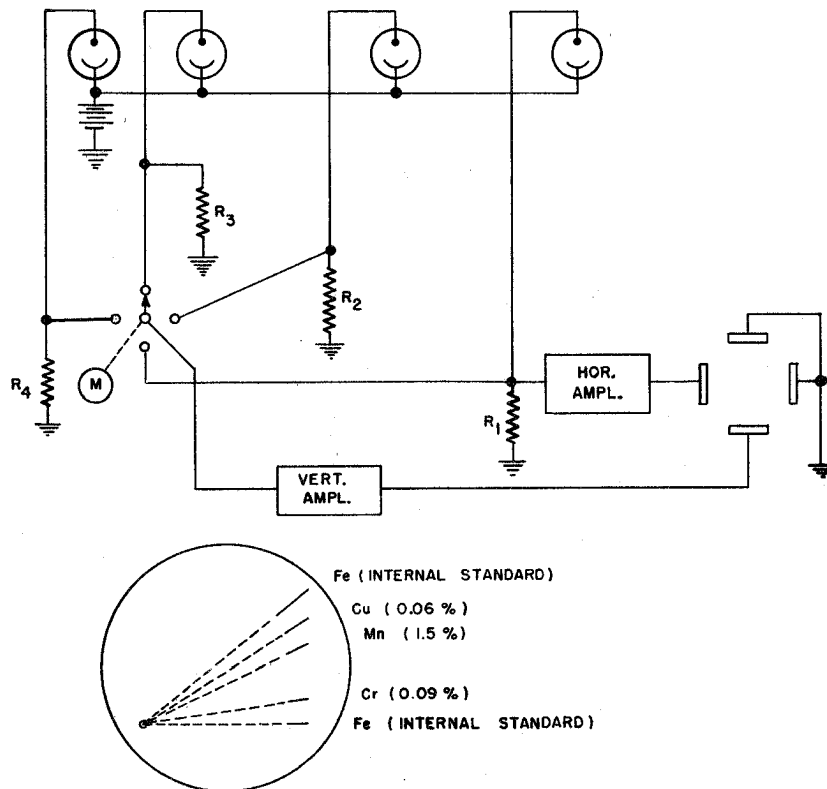 R3
R2
R4
M
R1
HOR.
AMPL.
VERT.
AMPL.
Fe (INTERNAL STANDARD)
Cu (0.06 %)
Mn (1.5 %)
Cr (0.09 %)
Fe (INTERNAL STANDARD)